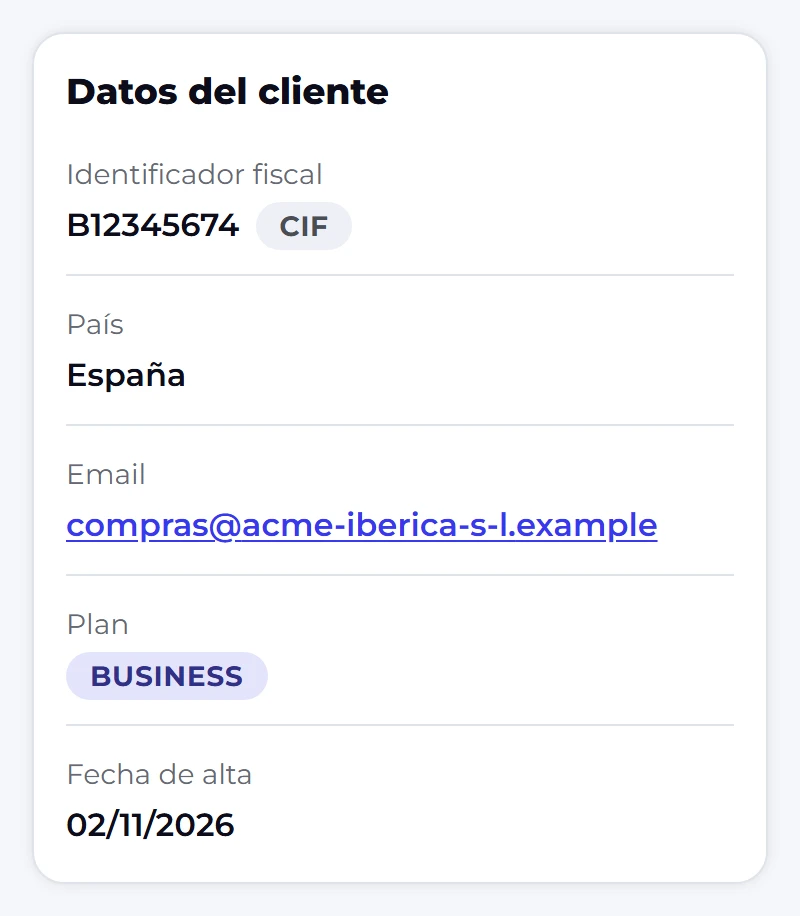 Datos del cliente
Identificador fiscal
B12345674 CIF
País
España
Email
compras@acme-iberica-s-l.example
Plan
BUSINESS
Fecha de alta
02/11/2026